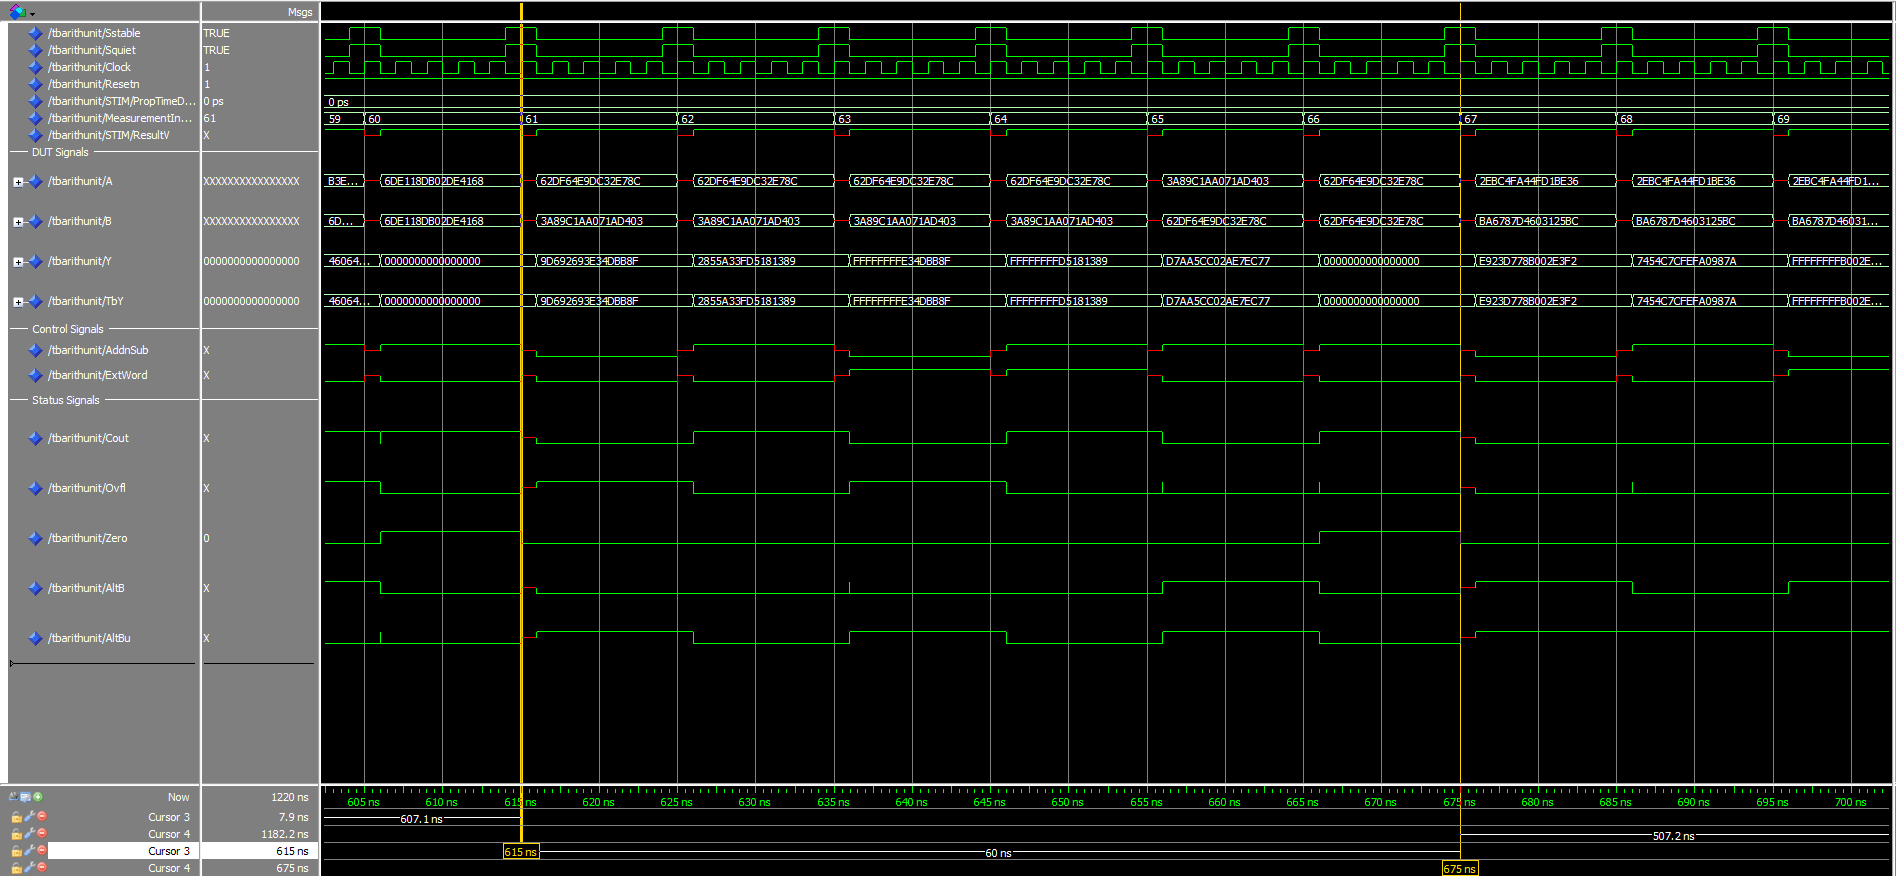 Msgs
/tbarithunit/Sstable TRUE
/tbarithunit/Squiet TRUE
/tbarithunit/Clock 1
/tbarithunit/Resetn 1
/tbarithunit/STIM/PropTimeD... 0 ps 0 ps
/tbarithunit/MeasurementIn... 61 59 60 61 62 63 64 65 66 67 68 69
/tbarithunit/STIM/ResultV X
DUT Signals
/tbarithunit/A XXXXXXXXXXXXXXXX B3E... 6DE118DB02DE4168 62DF64E9DC32E78C 62DF64E9DC32E78C 62DF64E9DC32E78C 62DF64E9DC32E78C 3A89C1AA071AD403 62DF64E9DC32E78C 2EBC4FA44FD1BE36 2EBC4FA44FD1BE36 2EBC4FA44FD1...
/tbarithunit/B XXXXXXXXXXXXXXXX 6D... 6DE118DB02DE4168 3A89C1AA071AD403 3A89C1AA071AD403 3A89C1AA071AD403 3A89C1AA071AD403 62DF64E9DC32E78C 62DF64E9DC32E78C BA6787D4603125BC BA6787D4603125BC BA6787D46031...
/tbarithunit/Y 0000000000000000 46064... 0000000000000000 9D692693E34DBB8F 2855A33FD5181389 FFFFFFFFE34DBB8F FFFFFFFFD5181389 D7AA5CC02AE7EC77 0000000000000000 E923D778B002E3F2 7454C7CFEFA0987A FFFFFFFFB002E...
/tbarithunit/TbY 0000000000000000 46064... 0000000000000000 9D692693E34DBB8F 2855A33FD5181389 FFFFFFFFE34DBB8F FFFFFFFFD5181389 D7AA5CC02AE7EC77 0000000000000000 E923D778B002E3F2 7454C7CFEFA0987A FFFFFFFFB002E...
Control Signals
/tbarithunit/AddnSub X
/tbarithunit/ExtWord X
Status Signals
/tbarithunit/Cout X
/tbarithunit/Ovfl X
/tbarithunit/Zero 0
/tbarithunit/AltB X
/tbarithunit/AltBu X
Now 1220 ns 605 ns 610 ns 615 ns 620 ns 625 ns 630 ns 635 ns 640 ns 645 ns 650 ns 655 ns 660 ns 665 ns 670 ns 675 ns 680 ns 685 ns 690 ns 695 ns 700 ns
Cursor 3 7.9 ns 607.1 ns
Cursor 4 1182.2 ns 507.2 ns
Cursor 3 615 ns 615 ns 60 ns
Cursor 4 675 ns 675 ns